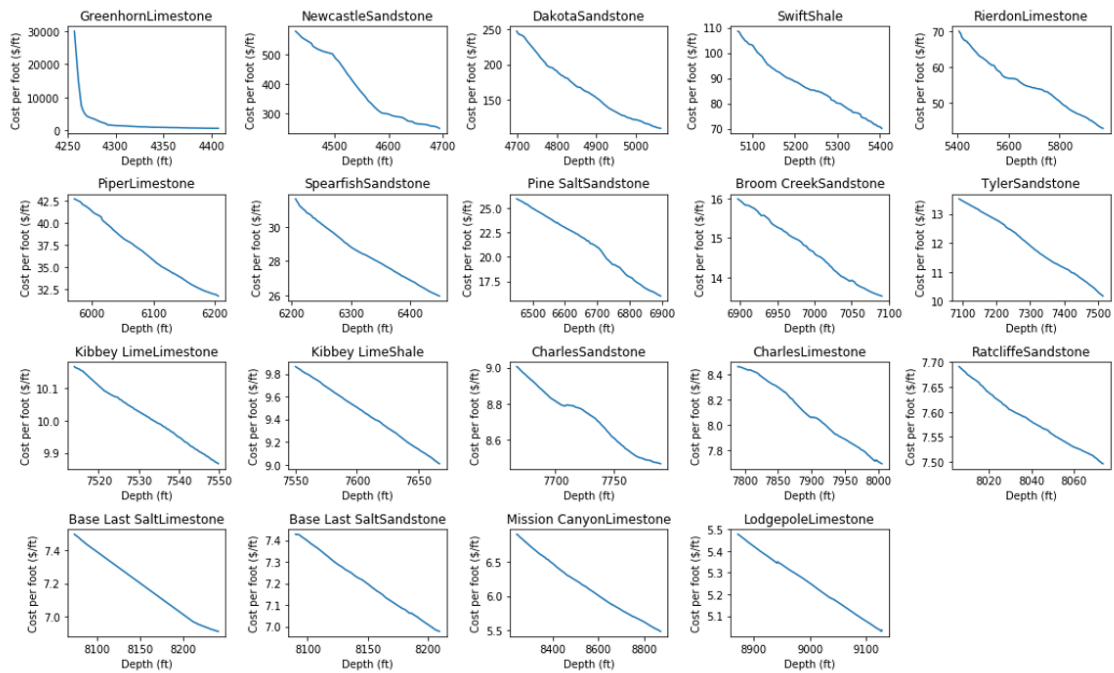 GreenhornLimestone
Cost per foot ($/ft)
30000
20000
10000
0
4250
4300
4350
4400
Depth (ft)
NewcastleSandstone
Cost per foot ($/ft)
500
400
300
4500
4600
4700
Depth (ft)
DakotaSandstone
Cost per foot ($/ft)
250
200
150
4700
4800
4900
5000
Depth (ft)
SwiftShale
Cost per foot ($/ft)
110
100
90
80
70
5100
5200
5300
5400
Depth (ft)
RierdonLimestone
Cost per foot ($/ft)
70
60
50
5400
5600
5800
Depth (ft)
PiperLimestone
Cost per foot ($/ft)
42.5
40.0
37.5
35.0
32.5
6000
6100
6200
Depth (ft)
SpearfishSandstone
Cost per foot ($/ft)
30
28
26
6200
6300
6400
Depth (ft)
Pine SaltSandstone
Cost per foot ($/ft)
25.0
22.5
20.0
17.5
6500
6600
6700
6800
6900
Depth (ft)
Broom CreekSandstone
Cost per foot ($/ft)
16
15
14
6900
6950
7000
7050
7100
Depth (ft)
TylerSandstone
Cost per foot ($/ft)
13
12
11
10
7100
7200
7300
7400
7500
Depth (ft)
Kibbey LimeLimestone
Cost per foot ($/ft)
10.1
10.0
9.9
7520
7530
7540
7550
Depth (ft)
Kibbey LimeShale
Cost per foot ($/ft)
9.8
9.6
9.4
9.2
9.0
7550
7600
7650
Depth (ft)
CharlesSandstone
Cost per foot ($/ft)
9.0
8.8
8.6
7700
7750
Depth (ft)
CharlesLimestone
Cost per foot ($/ft)
8.4
8.2
8.0
7.8
7800
7850
7900
7950
8000
Depth (ft)
RatcliffeSandstone
Cost per foot ($/ft)
7.70
7.65
7.60
7.55
7.50
8020
8040
8060
Depth (ft)
Base Last SaltLimestone
Cost per foot ($/ft)
7.4
7.2
7.0
8100
8150
8200
Depth (ft)
Base Last SaltSandstone
Cost per foot ($/ft)
7.4
7.3
7.2
7.1
7.0
8100
8150
8200
Depth (ft)
Mission CanyonLimestone
Cost per foot ($/ft)
6.5
6.0
5.5
8400
8600
8800
Depth (ft)
LodgepoleLimestone
Cost per foot ($/ft)
5.5
5.4
5.3
5.2
5.1
8900
9000
9100
Depth (ft)